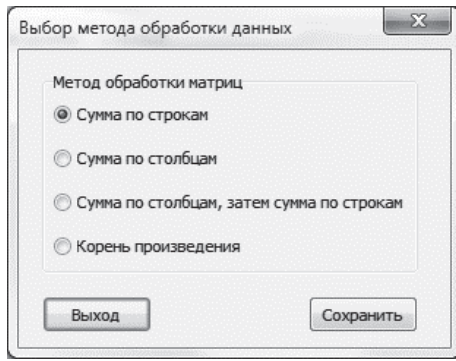 Выбор метода обработки данных
Метод обработки матриц
Сумма по строкам
Сумма по столбцам
Сумма по столбцам, затем сумма по строкам
Корень произведения
Выход
Сохранить